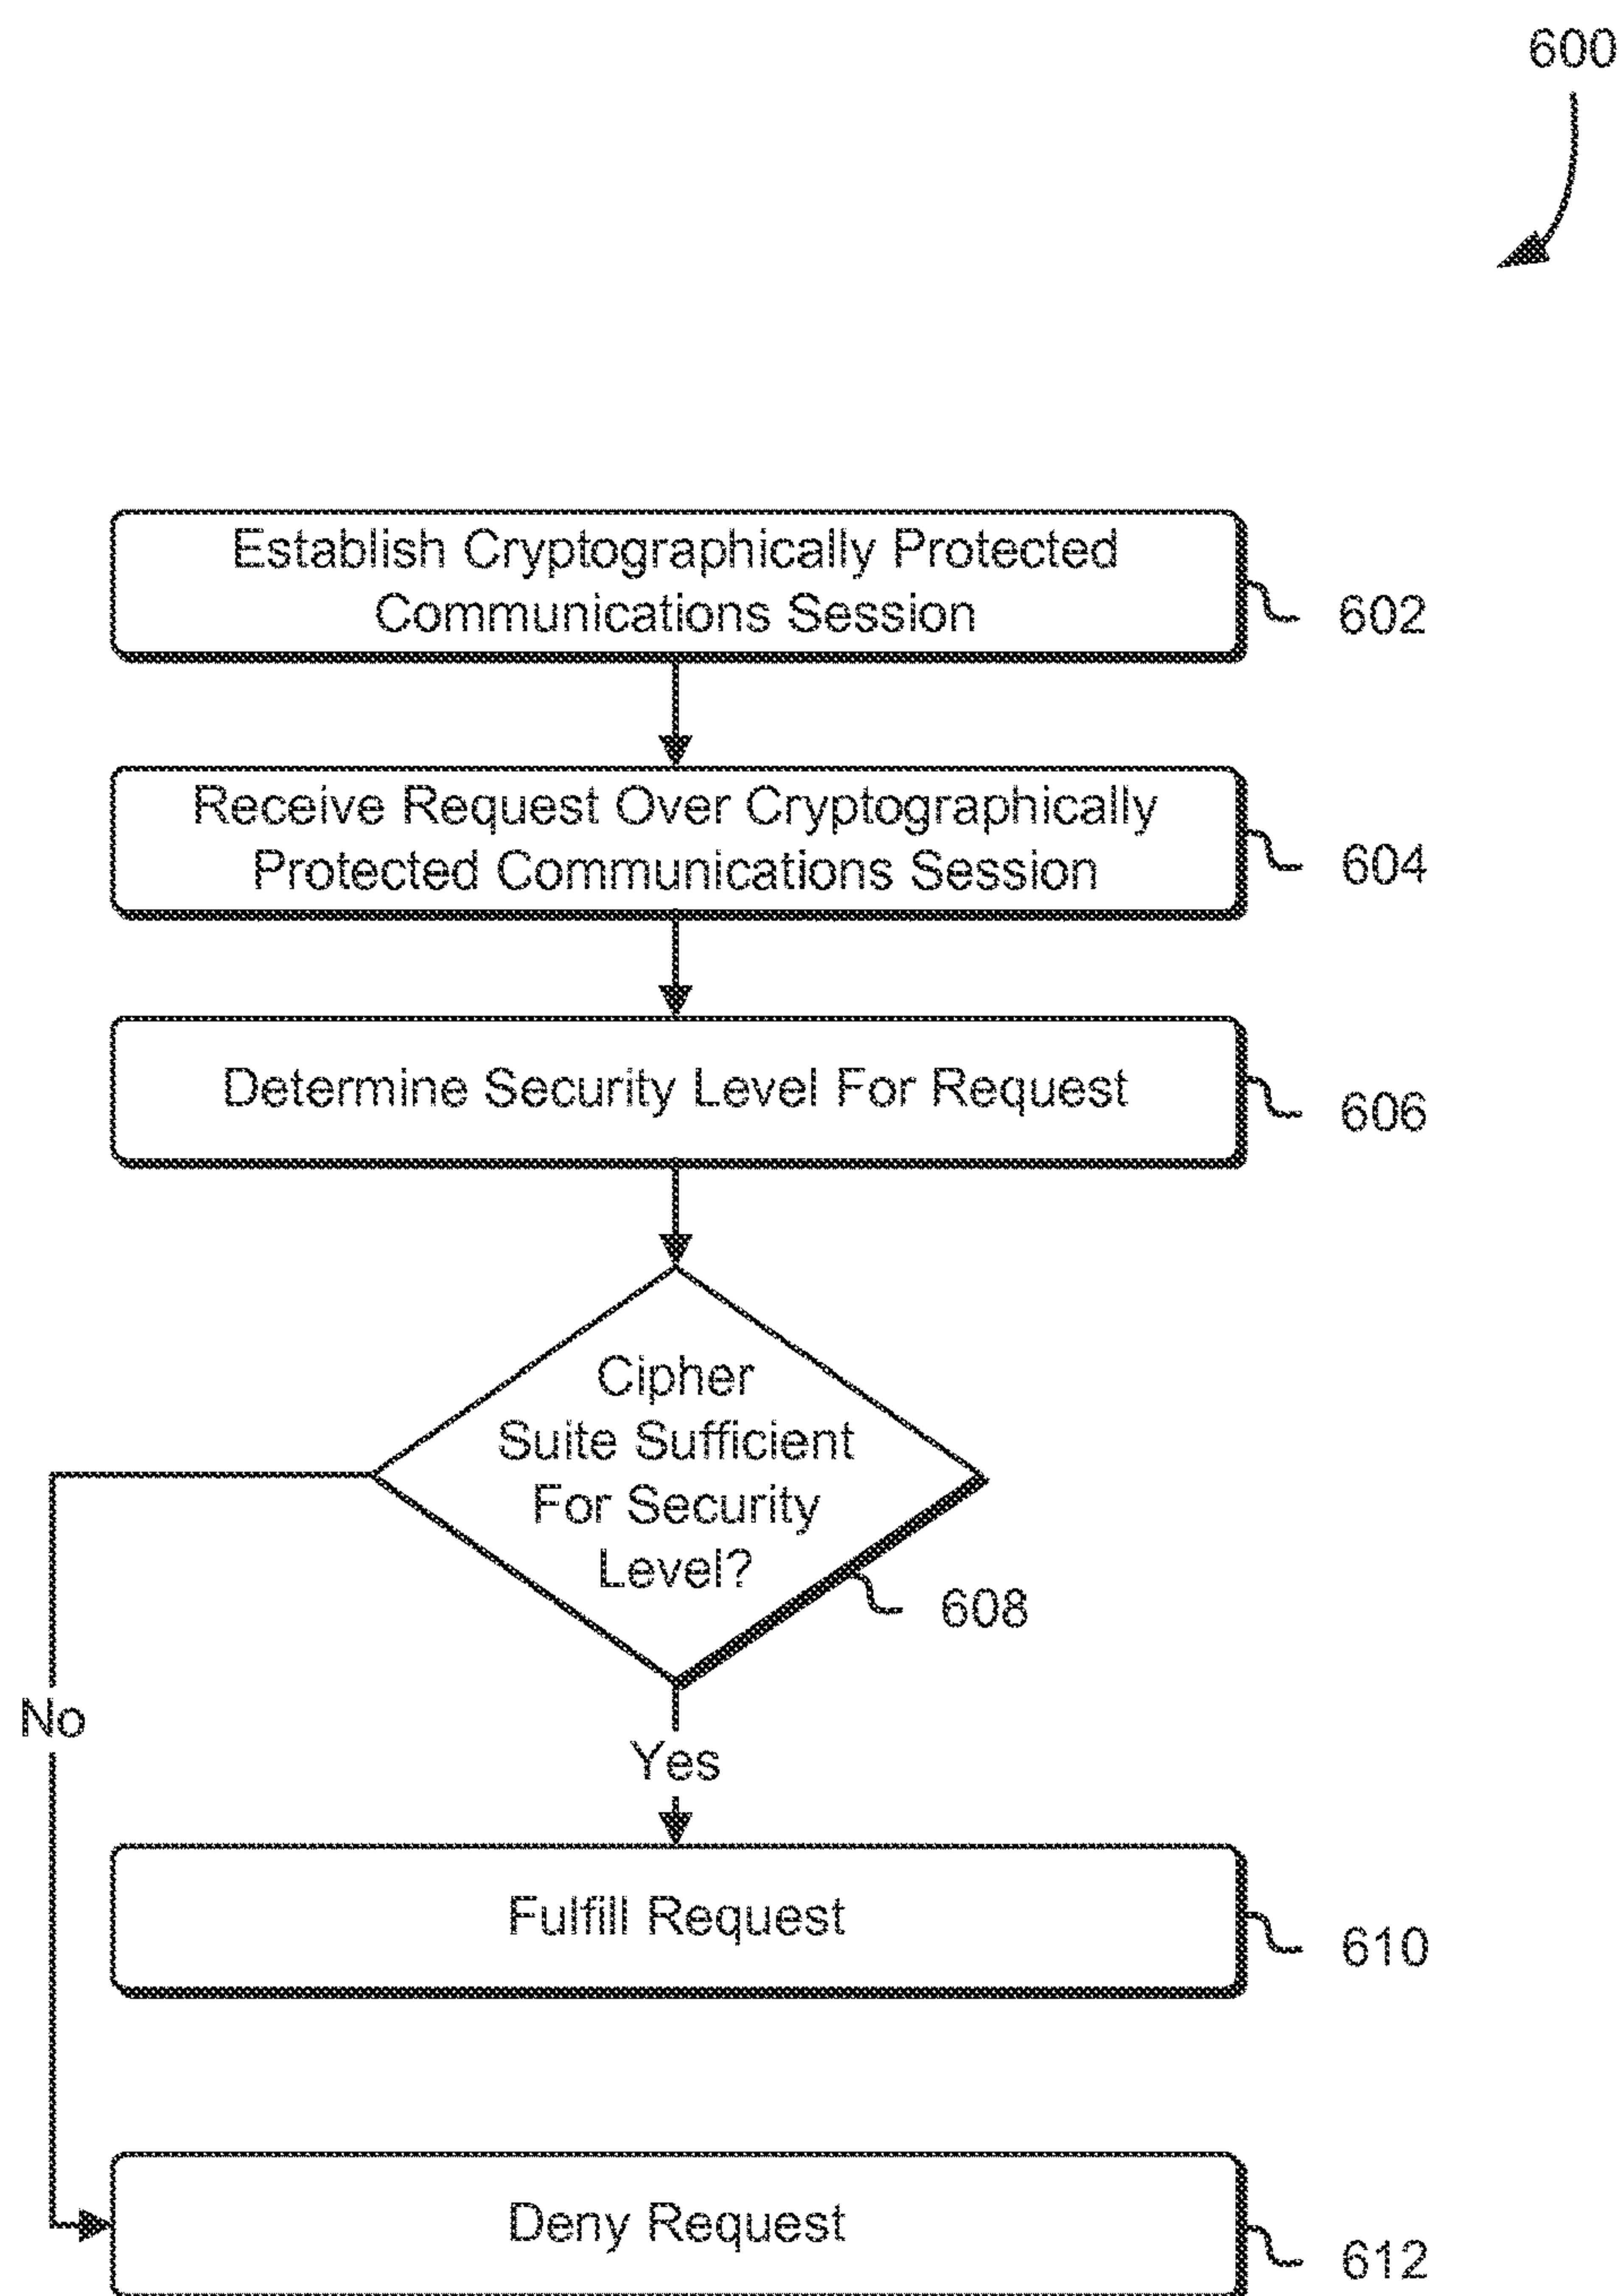 600
Establish Cryptographically Protected
Communications Session
602
Receive Request Over Cryptographically
Protected Communications Session
604
Determine Security Level For Request
606
Cipher
Suite Sufficient
For Security
Level?
608
No
Yes
Fulfill Request
610
Deny Request
612